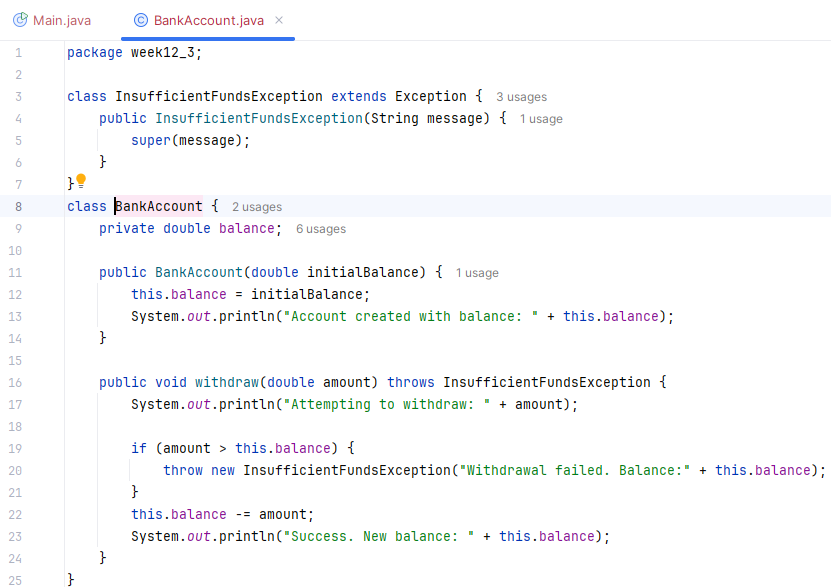 Main.java BankAccount.java
1 package week12_3;
2
3 class InsufficientFundsException extends Exception { 3 usages
4     public InsufficientFundsException(String message) { 1 usage
5         super(message);
6     }
7 }
8 class BankAccount { 2 usages
9     private double balance; 6 usages
10
11     public BankAccount(double initialBalance) { 1 usage
12         this.balance = initialBalance;
13         System.out.println("Account created with balance: " + this.balance);
14     }
15
16     public void withdraw(double amount) throws InsufficientFundsException {
17         System.out.println("Attempting to withdraw: " + amount);
18
19         if (amount > this.balance) {
20             throw new InsufficientFundsException("Withdrawal failed. Balance:" + this.balance);
21         }
22         this.balance -= amount;
23         System.out.println("Success. New balance: " + this.balance);
24     }
25 }